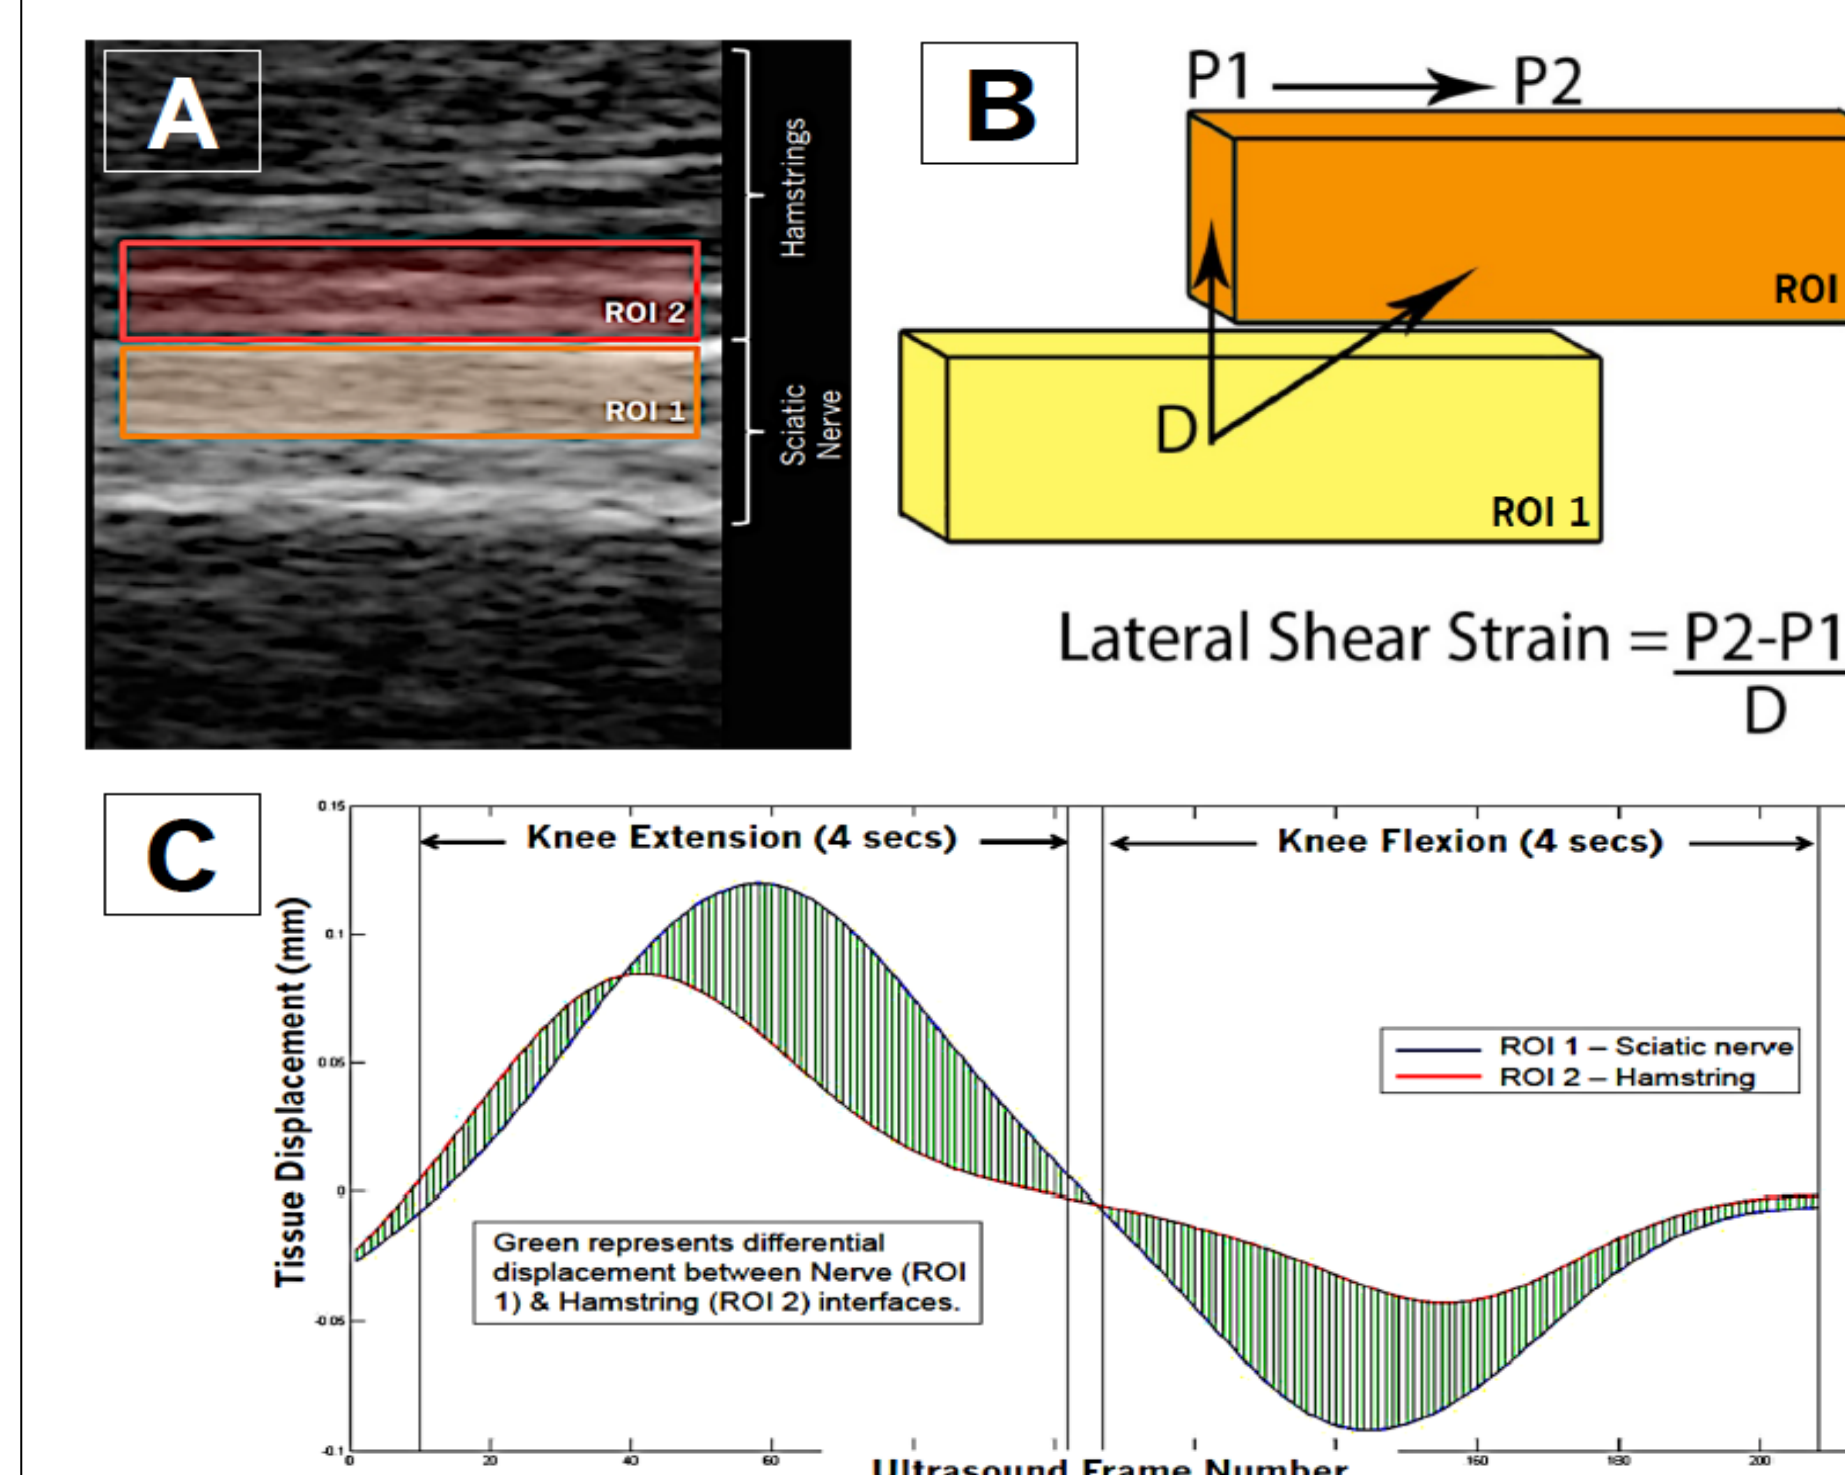 A
Hamstrings
ROI 2
ROI 1
Sciatic
Nerve
B
P1
P2
ROI
D
ROI 1
Lateral Shear Strain = P2-P1
D
C
0.15
Knee Extension (4 secs)
Knee Flexion (4 secs)
0.1
0.05
0
-0.05
-0.1
Tissue Displacement (mm)
ROI 1 – Sciatic nerve
ROI 2 – Hamstring
Green represents differential
displacement between Nerve (ROI
1) & Hamstring (ROI 2) interfaces.
0 20 40 60 160 180 200
Ultrasound Frame Number